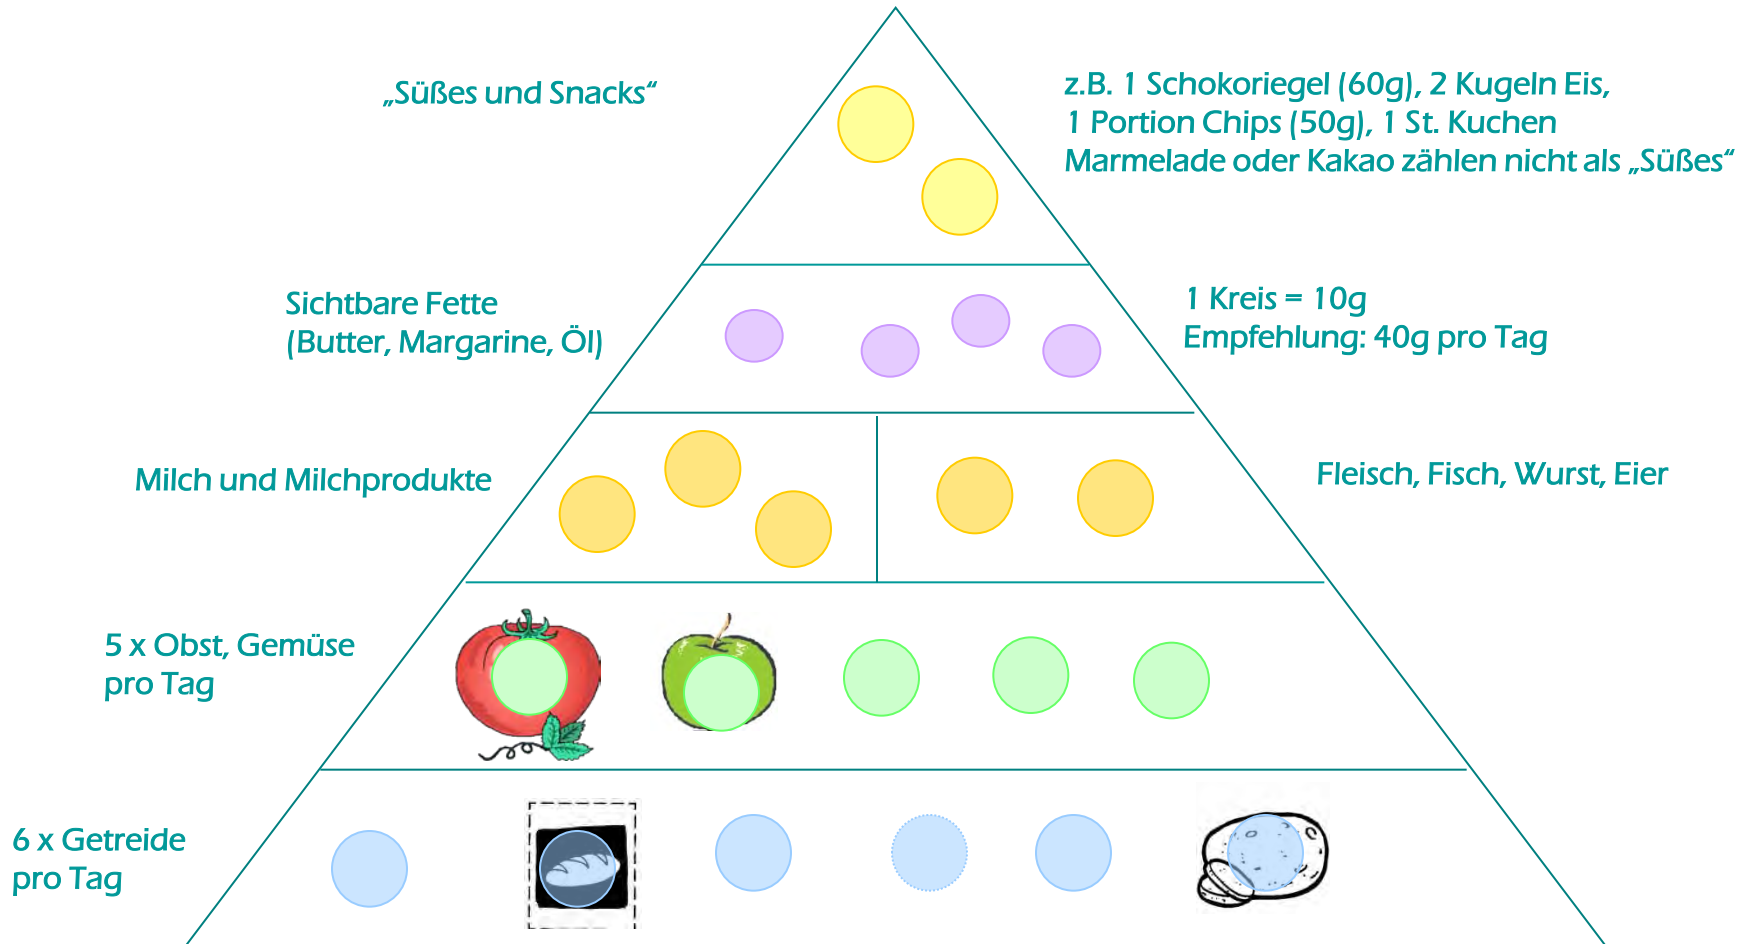 „Süßes und Snacks“
z.B. 1 Schokoriegel (60g), 2 Kugeln Eis,
1 Portion Chips (50g), 1 St. Kuchen
Marmelade oder Kakao zählen nicht als „Süßes“
Sichtbare Fette
(Butter, Margarine, Öl)
1 Kreis = 10g
Empfehlung: 40g pro Tag
Milch und Milchprodukte
Fleisch, Fisch, Wurst, Eier
5 x Obst, Gemüse
pro Tag
6 x Getreide
pro Tag